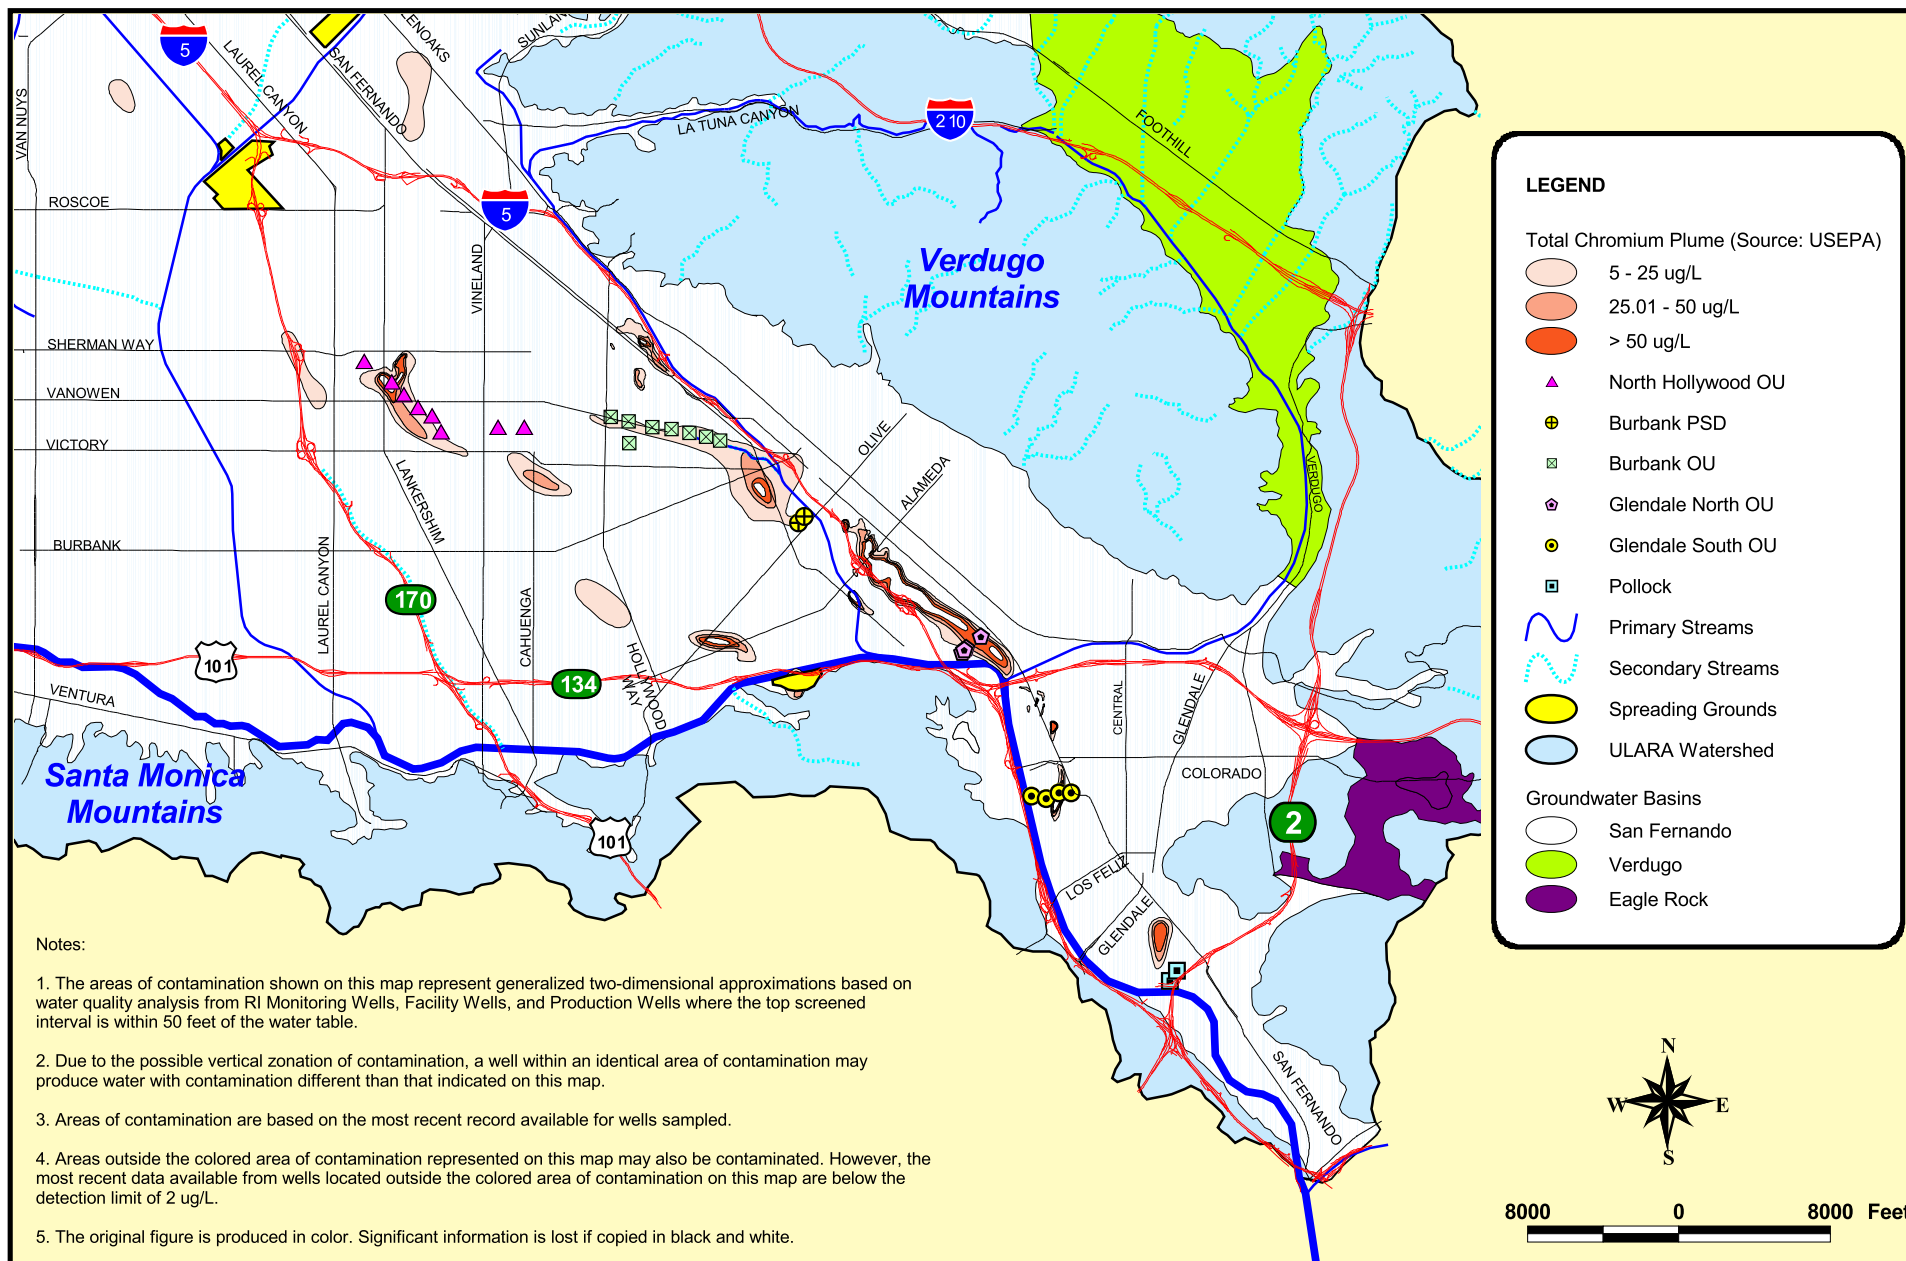 5
LAUREL CANYON
SAN FERNANDO
LENOAKS
SUNLAN
VAN NUYS
LA TUNA CANYON
210
FOOTHILL
ROSCOE
5
VINELAND
Verdugo
Mountains
SHERMAN WAY
VANOWEN
VICTORY
OLIVE
ALAMEDA
LANKERSHIM
VERDUGO
BURBANK
LAUREL CANYON
170
CAHUENGA
101
134
HOLLYWOOD
WAY
VENTURA
CENTRAL
GLENDALE
COLORADO
Santa Monica
Mountains
2
101
LOS FELIZ
GLENDALE
SAN FERNANDO
LEGEND
Total Chromium Plume (Source: USEPA)
5 - 25 ug/L
25.01 - 50 ug/L
> 50 ug/L
North Hollywood OU
Burbank PSD
Burbank OU
Glendale North OU
Glendale South OU
Pollock
Primary Streams
Secondary Streams
Spreading Grounds
ULARA Watershed
Groundwater Basins
San Fernando
Verdugo
Eagle Rock
Notes:
1. The areas of contamination shown on this map represent generalized two-dimensional approximations based on
water quality analysis from RI Monitoring Wells, Facility Wells, and Production Wells where the top screened
interval is within 50 feet of the water table.
2. Due to the possible vertical zonation of contamination, a well within an identical area of contamination may
produce water with contamination different than that indicated on this map.
3. Areas of contamination are based on the most recent record available for wells sampled.
4. Areas outside the colored area of contamination represented on this map may also be contaminated. However, the
most recent data available from wells located outside the colored area of contamination on this map are below the
detection limit of 2 ug/L.
5. The original figure is produced in color. Significant information is lost if copied in black and white.
N
W E
S
8000 0 8000 Feet